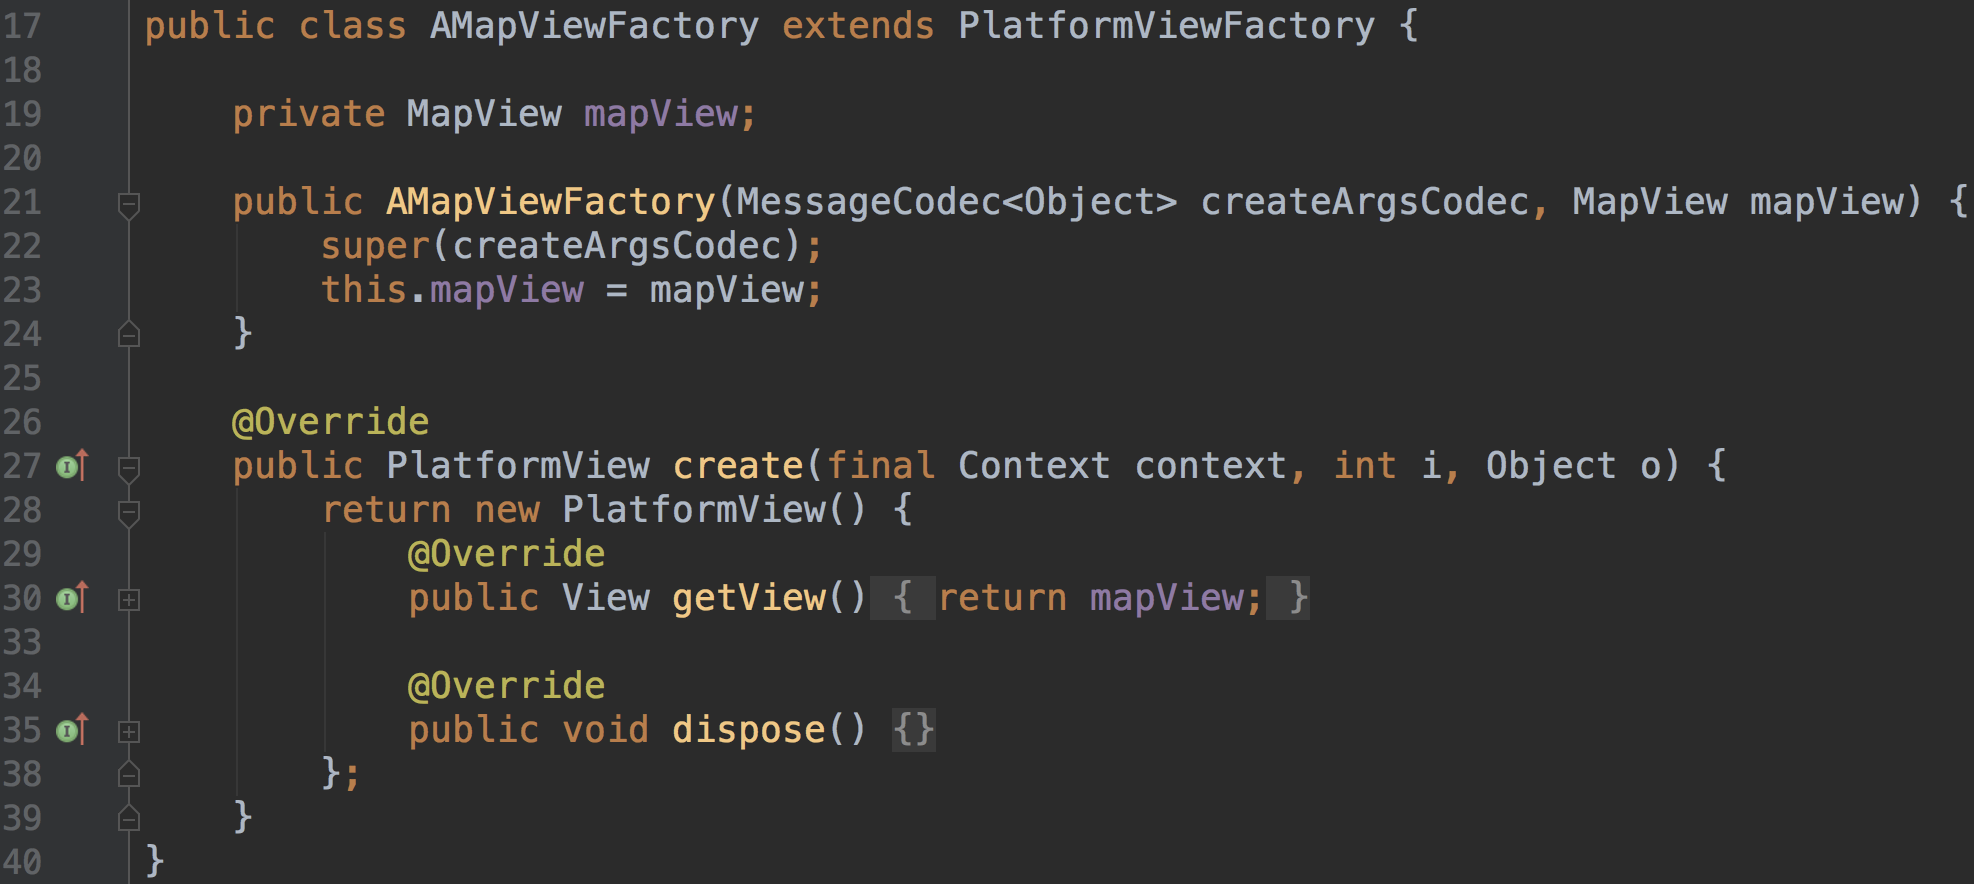 17 public class AMapViewFactory extends PlatformViewFactory {
18
19     private MapView mapView;
20
21     public AMapViewFactory(MessageCodec<Object> createArgsCodec, MapView mapView) {
22         super(createArgsCodec);
23         this.mapView = mapView;
24     }
25
26     @Override
27     public PlatformView create(final Context context, int i, Object o) {
28         return new PlatformView() {
29             @Override
30             public View getView() { return mapView; }
33
34             @Override
35             public void dispose() {}
38         };
39     }
40 }